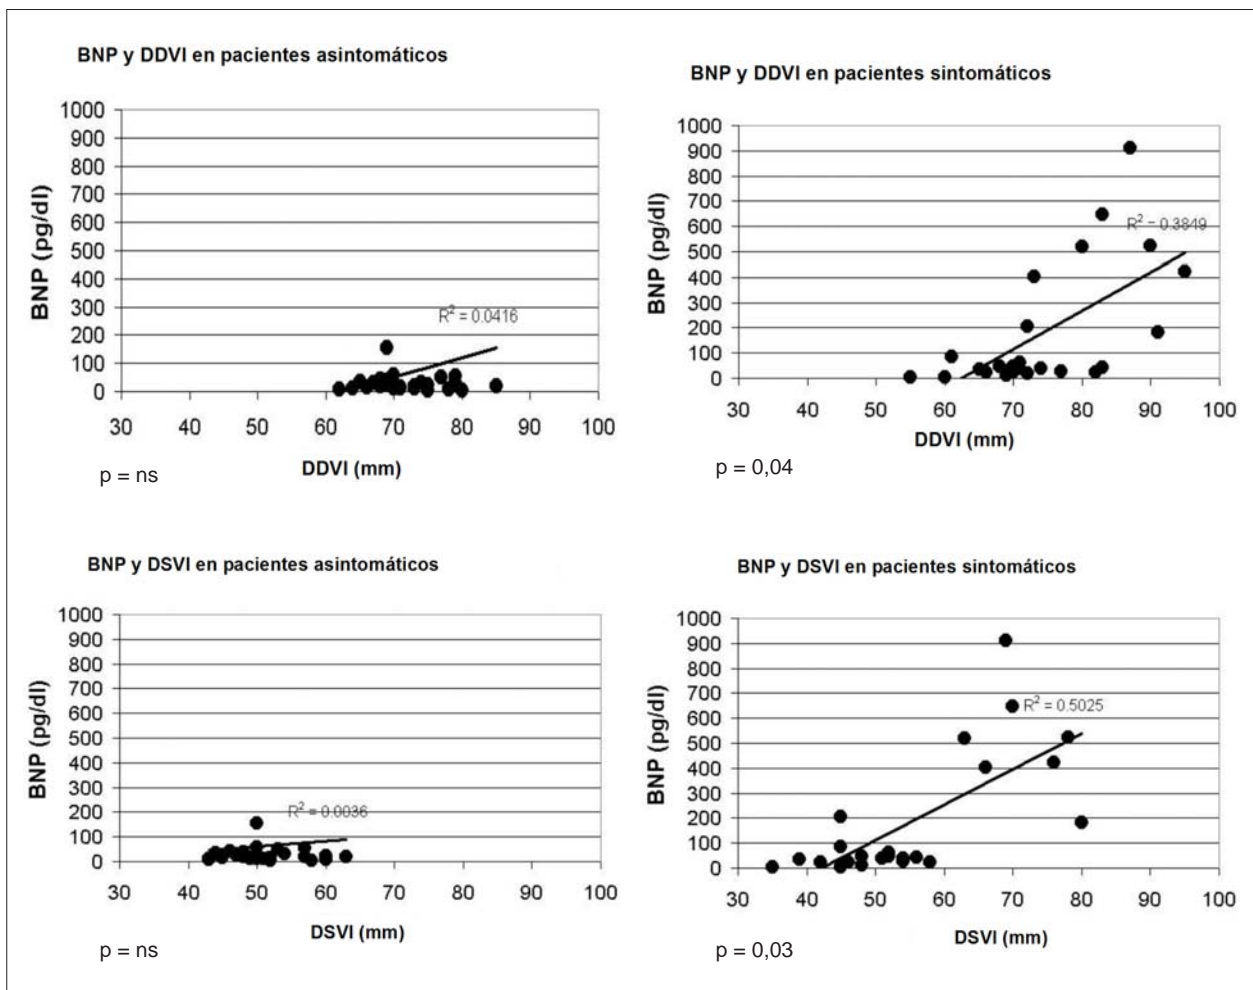 BNP y DDVI en pacientes asintomáticos
1000
900
800
700
600
500
400
300
200
100
0
BNP (pg/dl)
R² = 0.0416
30 40 50 60 70 80 90 100
DDVI (mm)
p = ns
BNP y DDVI en pacientes sintomáticos
1000
900
800
700
600
500
400
300
200
100
0
BNP (pg/dl)
R² = 0.3849
30 40 50 60 70 80 90 100
DDVI (mm)
p = 0,04
BNP y DSVI en pacientes asintomáticos
1000
900
800
700
600
500
400
300
200
100
0
BNP (pg/dl)
R² = 0.0036
30 40 50 60 70 80 90 100
DSVI (mm)
p = ns
BNP y DSVI en pacientes sintomáticos
1000
900
800
700
600
500
400
300
200
100
0
BNP (pg/dl)
R² = 0.5025
30 40 50 60 70 80 90 100
DSVI (mm)
p = 0,03